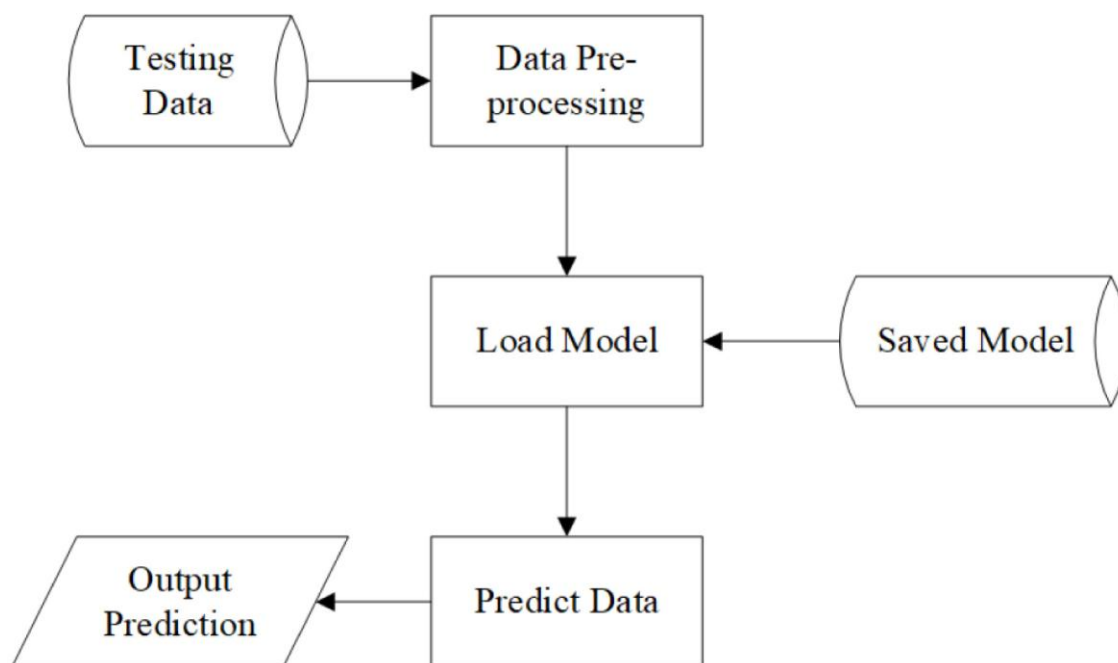 Testing
Data
Data Pre-
processing
Load Model
Saved Model
Output
Prediction
Predict Data